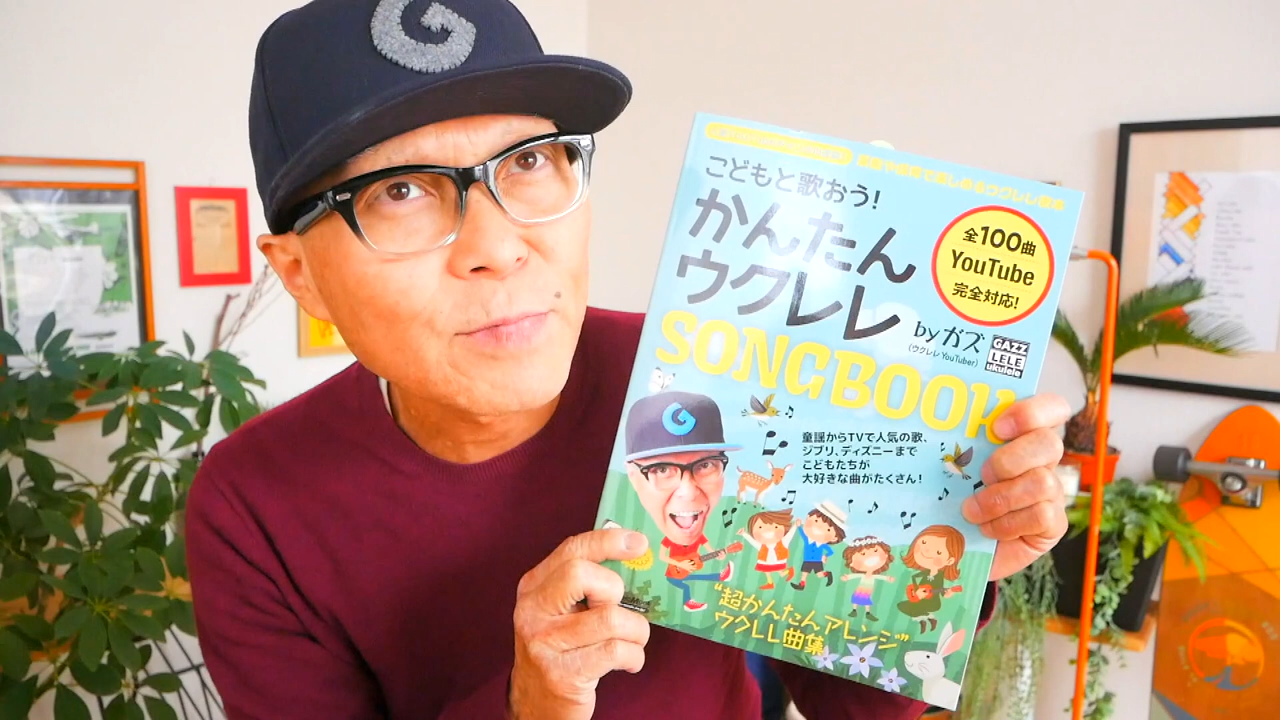 G
こどもと歌おう!
かんたん
ウクレレ
SONGBOOK
全100曲
YouTube
完全対応!
by ガズ
(ウクレレ YouTuber)
GAZZ
LELE
ukulele
G
童謡からTVで人気の歌、
ジブリ、ディズニーまで
こどもたちが
大好きな曲がたくさん!
“超かんたんアレンジ”
ウクレレ曲集